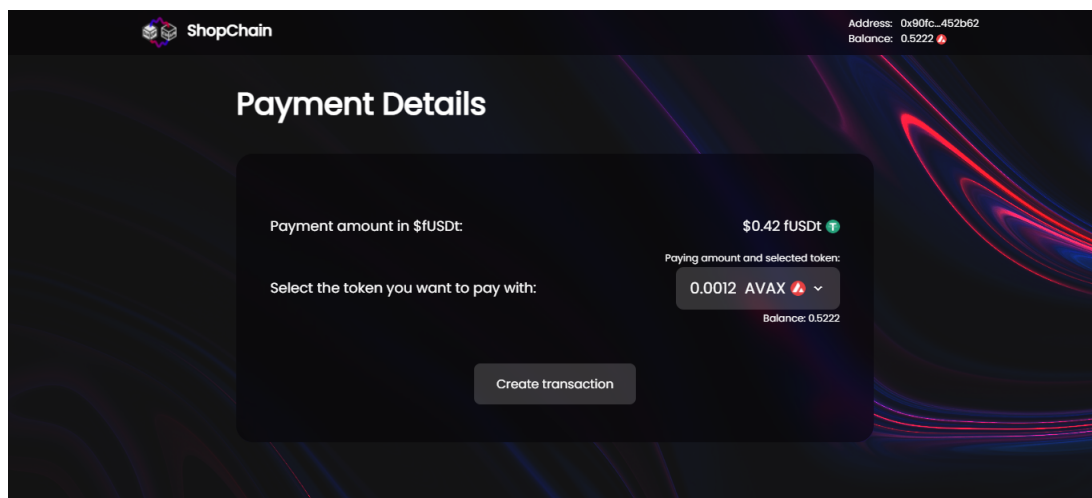 ShopChain
Address: 0x90fc...452b62
Balance: 0.5222
Payment Details
Payment amount in $fUSDt:
$0.42 fUSDt
Paying amount and selected token:
Select the token you want to pay with:
0.0012 AVAX
Balance: 0.5222
Create transaction